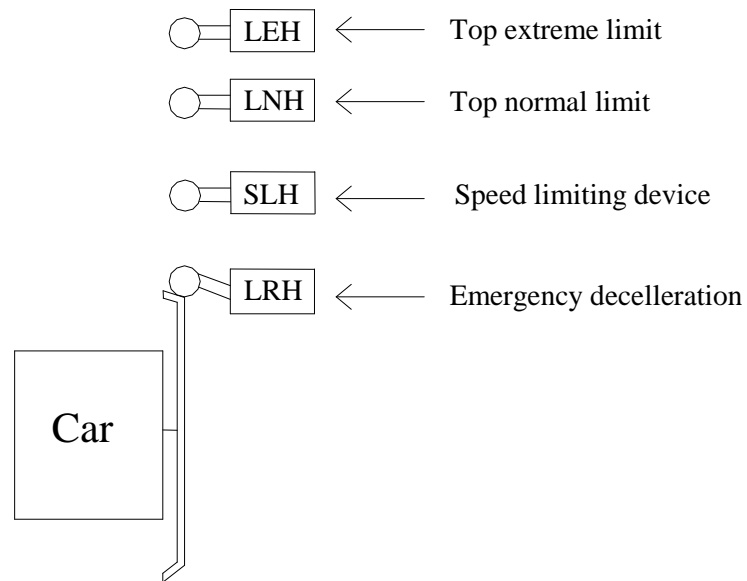 LEH Top extreme limit
LNH Top normal limit
SLH Speed limiting device
LRH Emergency decelleration
Car